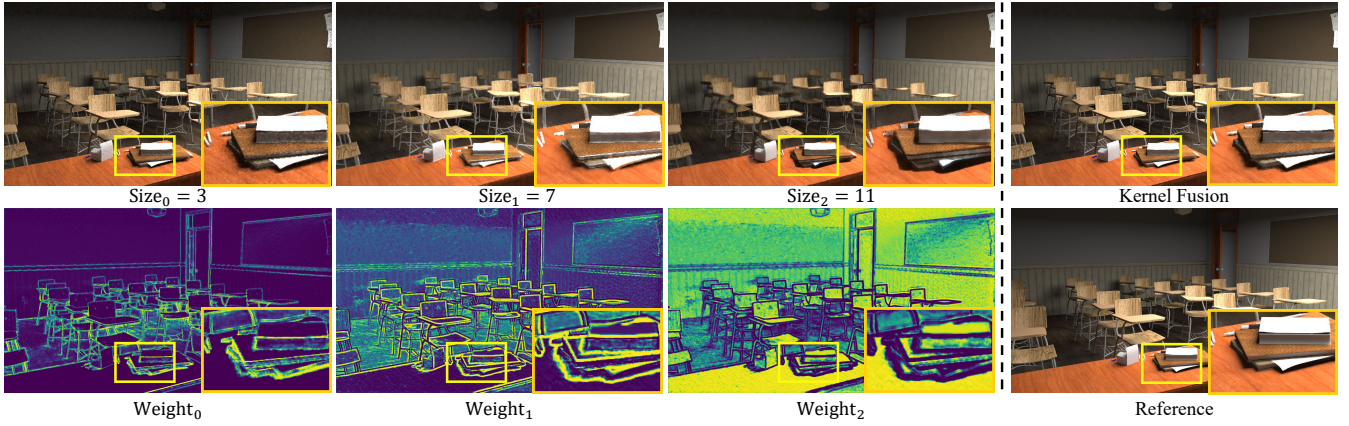 Size₀ = 3
Size₁ = 7
Size₂ = 11
Kernel Fusion
Weight₀
Weight₁
Weight₂
Reference